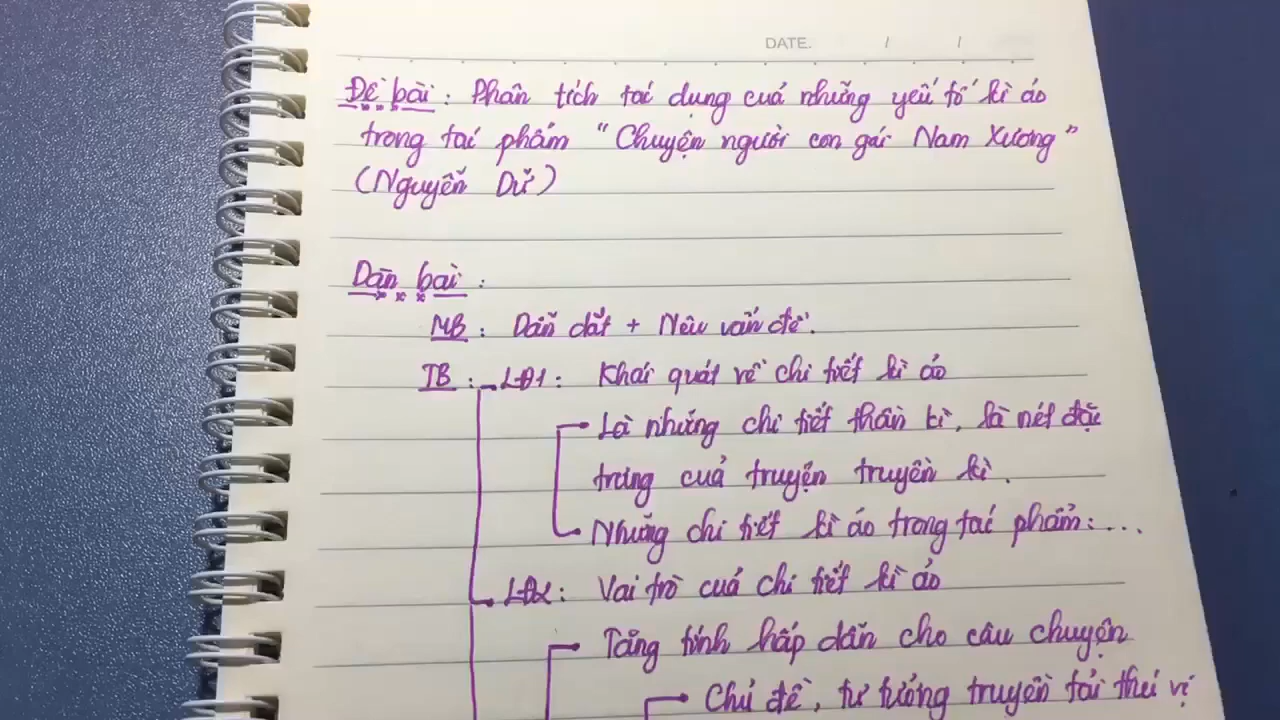 DATE. / /
Đề bài : Phân tích tác dụng của những yếu tố kì ảo
trong tác phẩm "Chuyện người con gái Nam Xương"
(Nguyễn Dữ)
Dàn bài :
MB : Dẫn dắt + Nêu vấn đề.
TB : LĐ1 : Khái quát về chi tiết kì ảo
Là những chi tiết thần kì, là nét đặc
trưng của truyện truyền kì.
Những chi tiết kì ảo trong tác phẩm : ...
LĐ2 : Vai trò của chi tiết kì ảo
Tăng tính hấp dẫn cho câu chuyện
Chủ đề, tư tưởng truyền tải thú vị